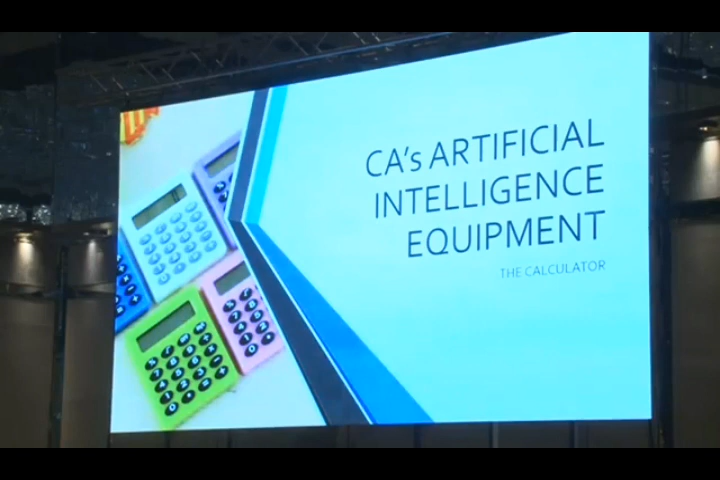 CA's ARTIFICIAL
INTELLIGENCE
EQUIPMENT
THE CALCULATOR